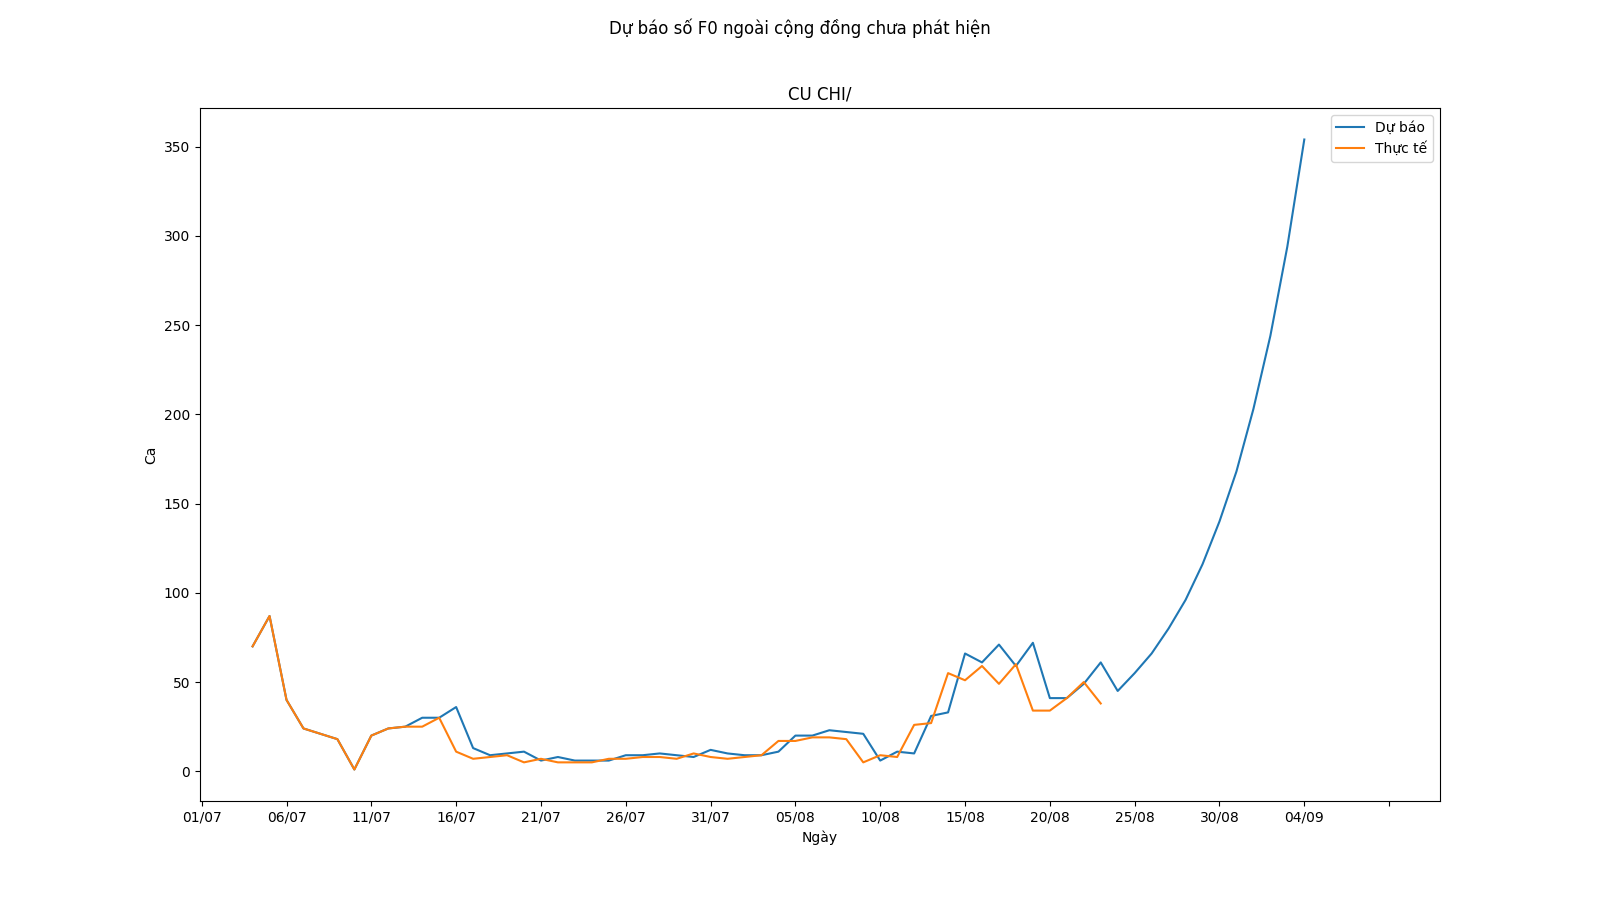 Dự báo số F0 ngoài cộng đồng chưa phát hiện
CU CHI/
Dự báo
Thực tế
350
300
250
200
150
100
50
0
Ca
01/07 06/07 11/07 16/07 21/07 26/07 31/07 05/08 10/08 15/08 20/08 25/08 30/08 04/09
Ngày